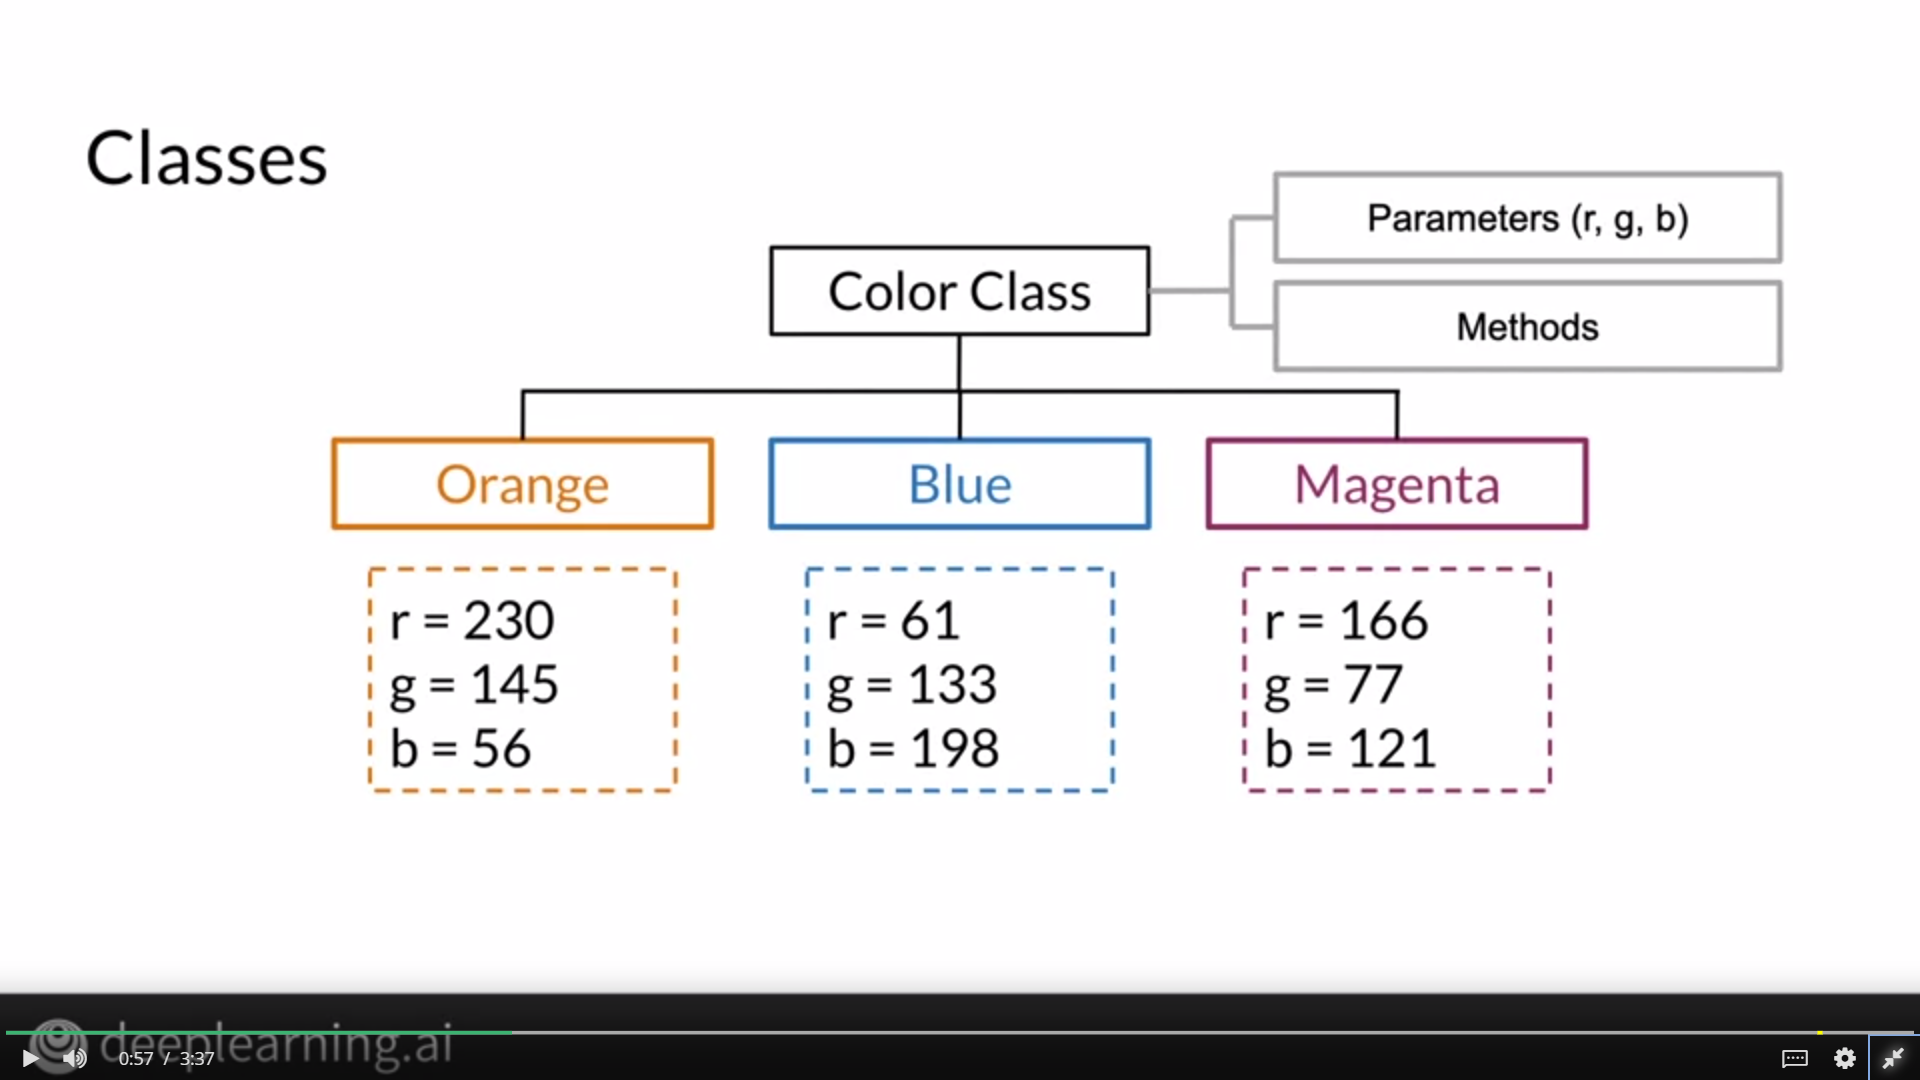 Classes
Parameters (r, g, b)
Color Class
Methods
Orange
Blue
Magenta
r = 230
g = 145
b = 56
r = 61
g = 133
b = 198
r = 166
g = 77
b = 121
deeplearning.ai
0:57 / 3:37